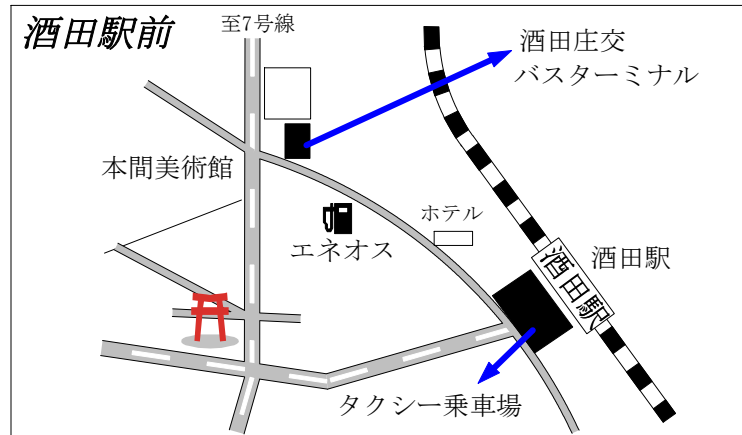 酒田駅前
至7号線
酒田庄交
バスターミナル
本間美術館
ホテル
エネオス
酒田駅
酒田駅
タクシー乗車場